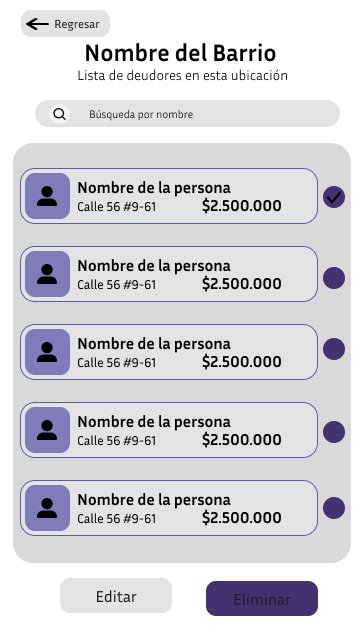 Regresar
Nombre del Barrio
Lista de deudores en esta ubicación
Búsqueda por nombre
Nombre de la persona
Calle 56 #9-61 $2.500.000
Nombre de la persona
Calle 56 #9-61 $2.500.000
Nombre de la persona
Calle 56 #9-61 $2.500.000
Nombre de la persona
Calle 56 #9-61 $2.500.000
Nombre de la persona
Calle 56 #9-61 $2.500.000
Editar Eliminar